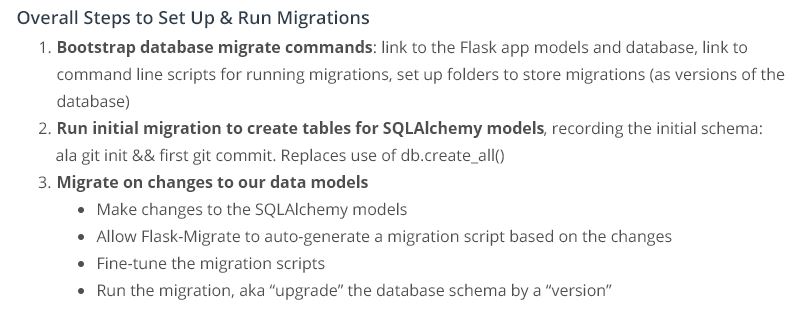 Overall Steps to Set Up & Run Migrations
1. Bootstrap database migrate commands: link to the Flask app models and database, link to
command line scripts for running migrations, set up folders to store migrations (as versions of the
database)
2. Run initial migration to create tables for SQLAlchemy models, recording the initial schema:
ala git init && first git commit. Replaces use of db.create_all()
3. Migrate on changes to our data models
• Make changes to the SQLAlchemy models
• Allow Flask-Migrate to auto-generate a migration script based on the changes
• Fine-tune the migration scripts
• Run the migration, aka “upgrade” the database schema by a “version”